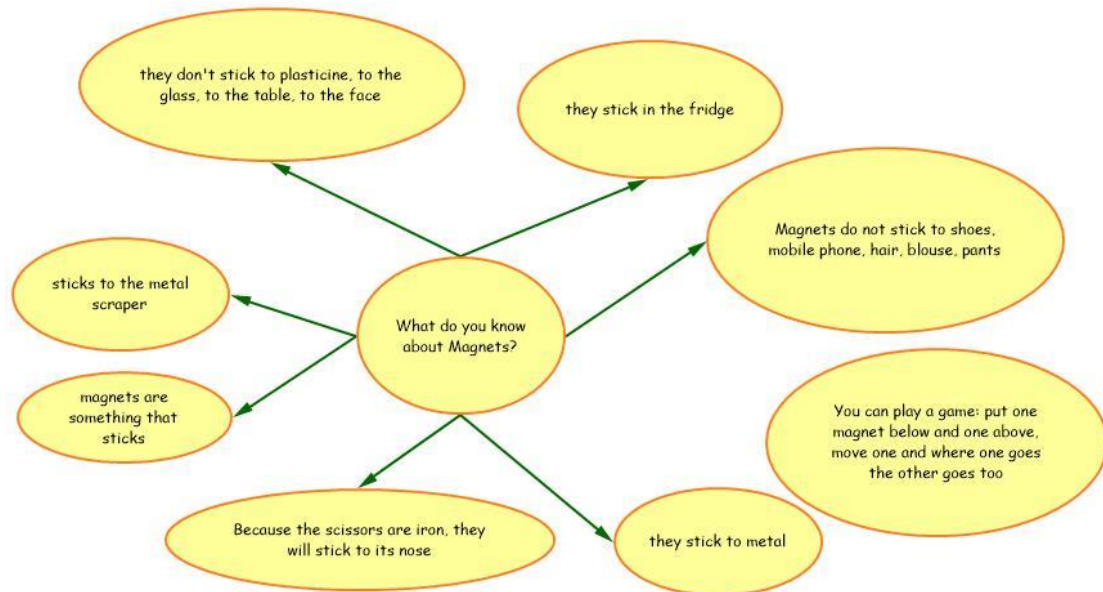 they don't stick to plasticine, to the
glass, to the table, to the face
they stick in the fridge
Magnets do not stick to shoes,
mobile phone, hair, blouse, pants
sticks to the metal
scraper
What do you know
about Magnets?
magnets are
something that
sticks
You can play a game: put one
magnet below and one above,
move one and where one goes
the other goes too
Because the scissors are iron, they
will stick to its nose
they stick to metal